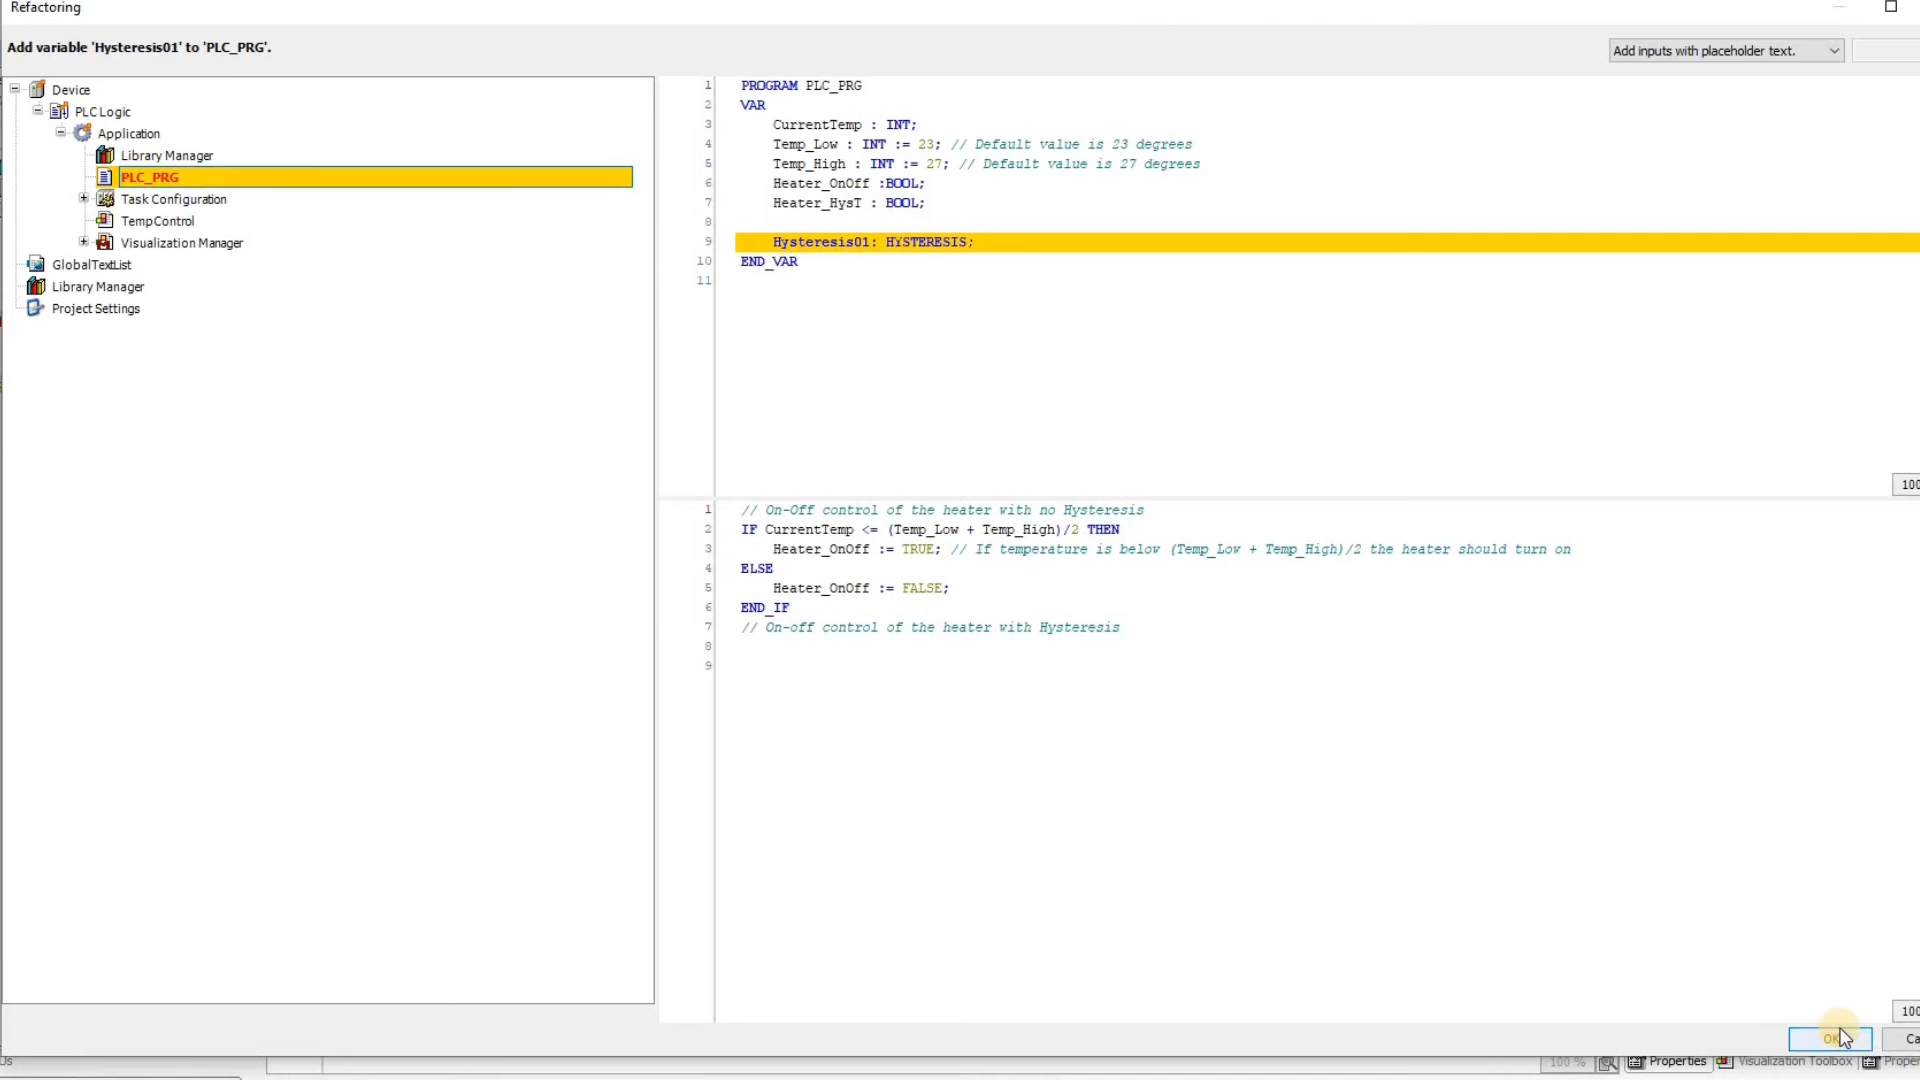 Refactoring
Add variable 'Hysteresis01' to 'PLC_PRG'.
Add inputs with placeholder text.
Device
PLC Logic
Application
Library Manager
PLC_PRG
Task Configuration
TempControl
Visualization Manager
GlobalTextList
Library Manager
Project Settings
1 PROGRAM PLC_PRG
2 VAR
3 CurrentTemp : INT;
4 Temp_Low : INT := 23; // Default value is 23 degrees
5 Temp_High : INT := 27; // Default value is 27 degrees
6 Heater_OnOff :BOOL;
7 Heater_HysT : BOOL;
8
9 Hysteresis01: HYSTERESIS;
10 END_VAR
11
100
1 // On-Off control of the heater with no Hysteresis
2 IF CurrentTemp <= (Temp_Low + Temp_High)/2 THEN
3 Heater_OnOff := TRUE; // If temperature is below (Temp_Low + Temp_High)/2 the heater should turn on
4 ELSE
5 Heater_OnOff := FALSE;
6 END_IF
7 // On-off control of the heater with Hysteresis
8
9
100
Ca
100 % Properties Visualization Toolbox Proper